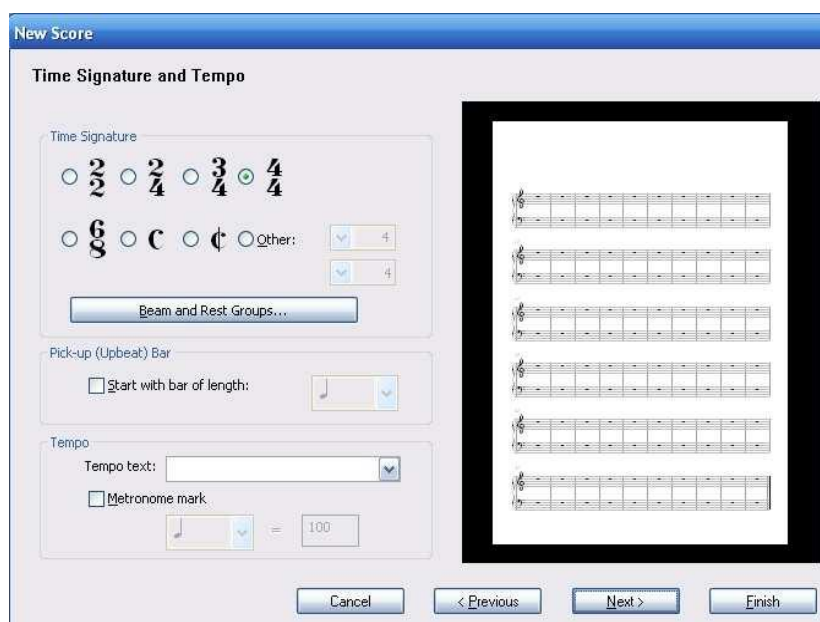 New Score
Time Signature and Tempo
Time Signature
2/2 2/4 3/4 4/4
6/8 C ¢ Other: 4
4
Beam and Rest Groups...
Pick-up (Upbeat) Bar
Start with bar of length:
Tempo
Tempo text:
Metronome mark
= 100
Cancel < Previous Next > Finish